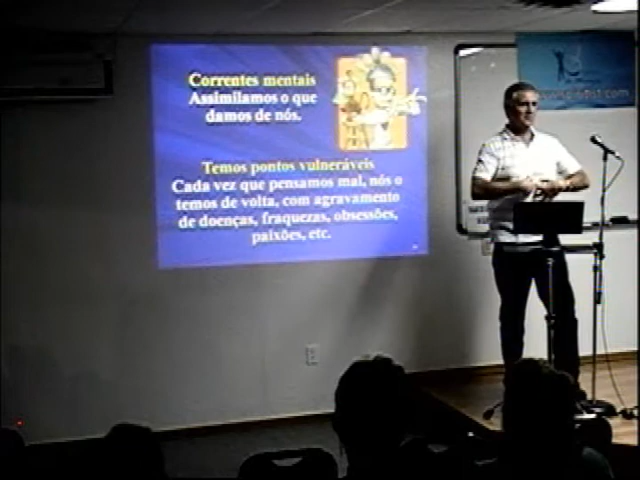 Correntes mentais
Assimilamos o que
damos de nós.
Temos pontos vulneráveis
Cada vez que pensamos mal, nós o
temos de volta, com agravamento
de doenças, fraquezas, obsessões,
paixões, etc.